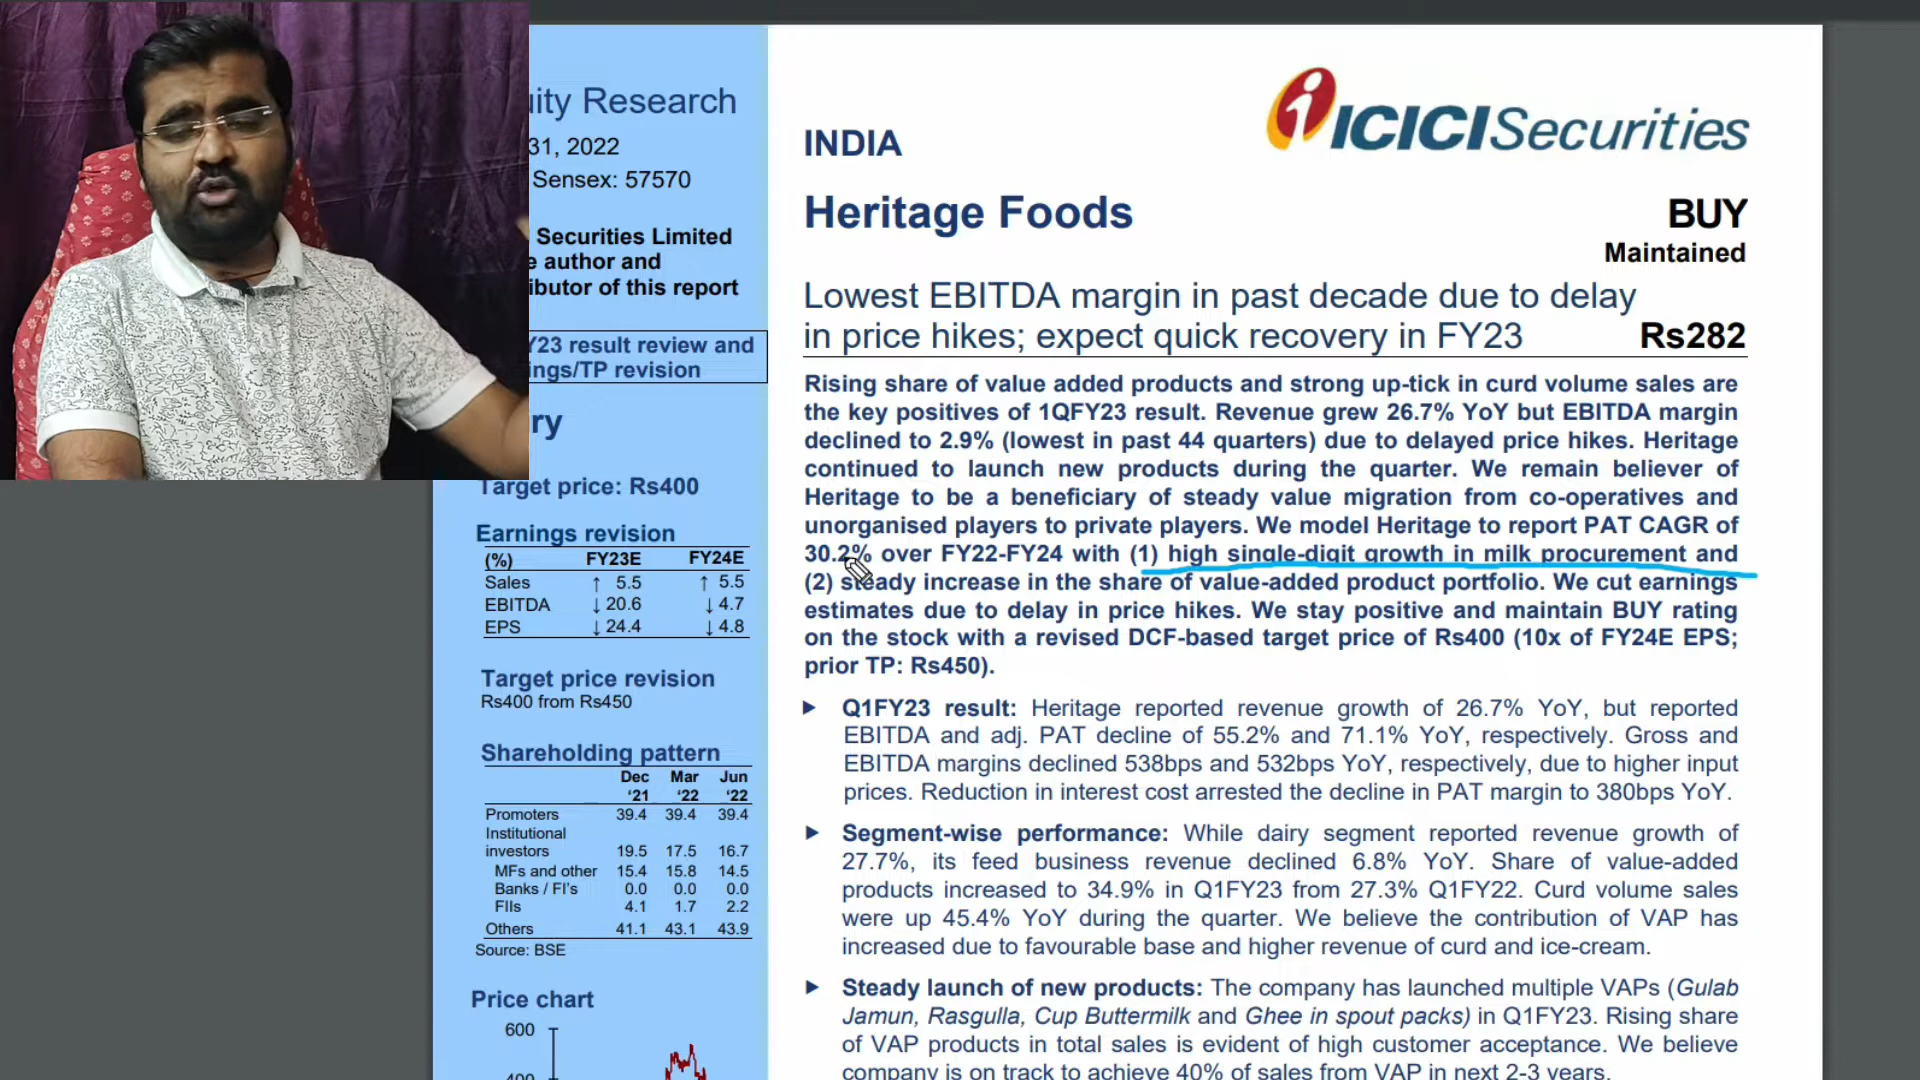 uity Research
31, 2022
Sensex: 57570
Securities Limited
e author and
ributor of this report
Y23 result review and
ings/TP revision
ry
Target price: Rs400
Earnings revision
(%) FY23E FY24E
Sales ↑ 5.5 ↑ 5.5
EBITDA ↓ 20.6 ↓ 4.7
EPS ↓ 24.4 ↓ 4.8
Target price revision
Rs400 from Rs450
Shareholding pattern
Dec Mar Jun
‘21 ‘22 ‘22
Promoters 39.4 39.4 39.4
Institutional
investors 19.5 17.5 16.7
MFs and other 15.4 15.8 14.5
Banks / FI's 0.0 0.0 0.0
FIIs 4.1 1.7 2.2
Others 41.1 43.1 43.9
Source: BSE
Price chart
600
400
INDIA
ICICI Securities
Heritage Foods
BUY
Maintained
Lowest EBITDA margin in past decade due to delay
in price hikes; expect quick recovery in FY23 Rs282
Rising share of value added products and strong up-tick in curd volume sales are
the key positives of 1QFY23 result. Revenue grew 26.7% YoY but EBITDA margin
declined to 2.9% (lowest in past 44 quarters) due to delayed price hikes. Heritage
continued to launch new products during the quarter. We remain believer of
Heritage to be a beneficiary of steady value migration from co-operatives and
unorganised players to private players. We model Heritage to report PAT CAGR of
30.2% over FY22-FY24 with (1) high single-digit growth in milk procurement and
(2) steady increase in the share of value-added product portfolio. We cut earnings
estimates due to delay in price hikes. We stay positive and maintain BUY rating
on the stock with a revised DCF-based target price of Rs400 (10x of FY24E EPS;
prior TP: Rs450).
Q1FY23 result: Heritage reported revenue growth of 26.7% YoY, but reported
EBITDA and adj. PAT decline of 55.2% and 71.1% YoY, respectively. Gross and
EBITDA margins declined 538bps and 532bps YoY, respectively, due to higher input
prices. Reduction in interest cost arrested the decline in PAT margin to 380bps YoY.
Segment-wise performance: While dairy segment reported revenue growth of
27.7%, its feed business revenue declined 6.8% YoY. Share of value-added
products increased to 34.9% in Q1FY23 from 27.3% Q1FY22. Curd volume sales
were up 45.4% YoY during the quarter. We believe the contribution of VAP has
increased due to favourable base and higher revenue of curd and ice-cream.
Steady launch of new products: The company has launched multiple VAPs (Gulab
Jamun, Rasgulla, Cup Buttermilk and Ghee in spout packs) in Q1FY23. Rising share
of VAP products in total sales is evident of high customer acceptance. We believe
company is on track to achieve 40% of sales from VAP in next 2-3 years.